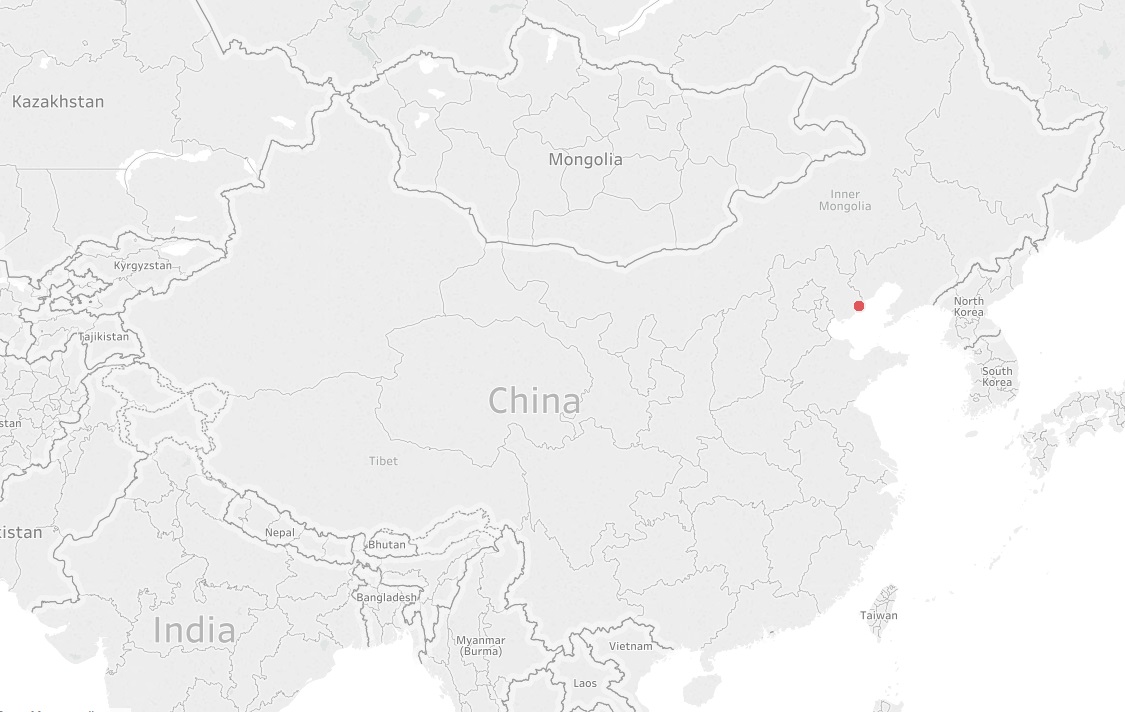 Kazakhstan
Mongolia
Inner
Mongolia
Kyrgyzstan
North
Korea
Tajikistan
South
Korea
China
stan
Tibet
istan
Nepal
Bhutan
Bangladesh
Taiwan
India
Myanmar
(Burma)
Vietnam
Laos